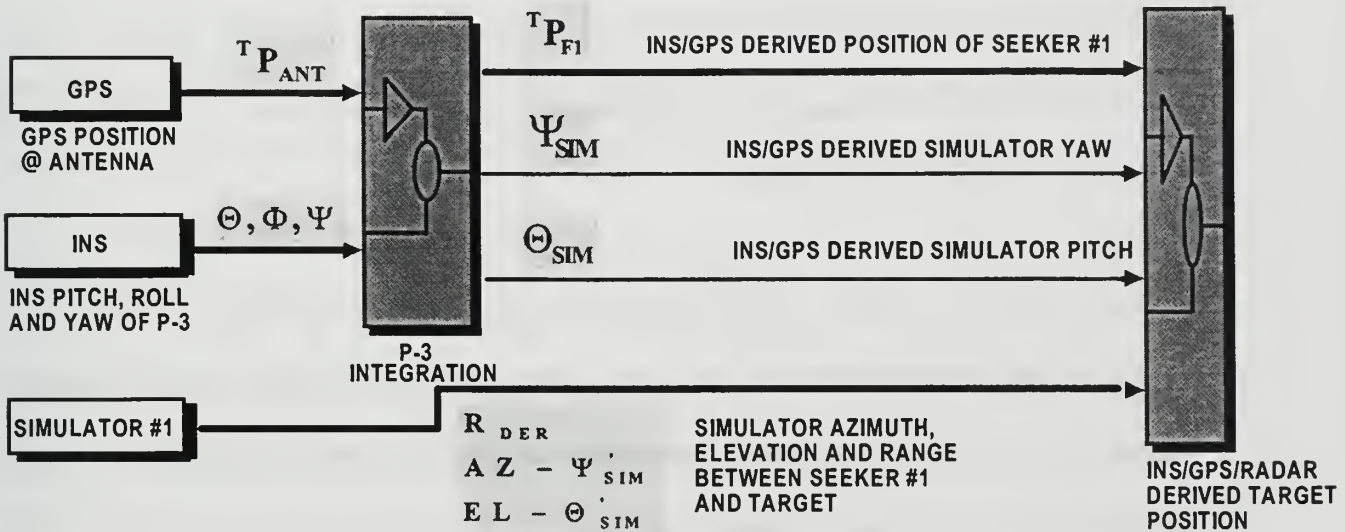 GPS
GPS POSITION
@ ANTENNA
ᵀP_ANT
INS
INS PITCH, ROLL
AND YAW OF P-3
Θ, Φ, Ψ
P-3
INTEGRATION
SIMULATOR #1
ᵀP_F1
INS/GPS DERIVED POSITION OF SEEKER #1
Ψ_SIM
INS/GPS DERIVED SIMULATOR YAW
Θ_SIM
INS/GPS DERIVED SIMULATOR PITCH
R_DER
AZ - Ψ'_SIM
EL - Θ'_SIM
SIMULATOR AZIMUTH,
ELEVATION AND RANGE
BETWEEN SEEKER #1
AND TARGET
INS/GPS/RADAR
DERIVED TARGET
POSITION